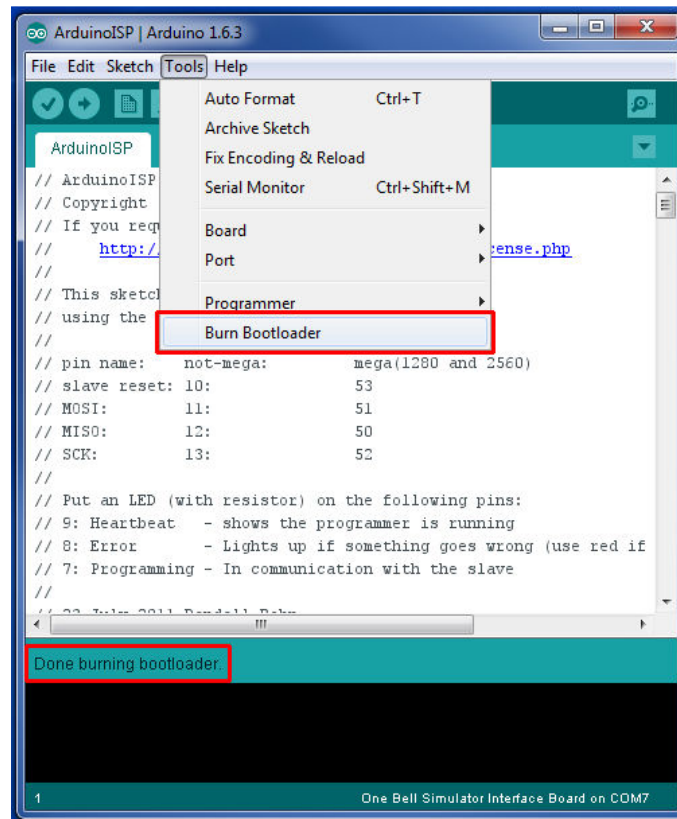 ArduinoISP | Arduino 1.6.3
File Edit Sketch Tools Help
Auto Format Ctrl+T
Archive Sketch
Fix Encoding & Reload
Serial Monitor Ctrl+Shift+M
Board
Port
Programmer
Burn Bootloader
ArduinoISP
// ArduinoISP
// Copyright
// If you requ
// http:/ ense.php
//
// This sketch
// using the
//
// pin name: not-mega: mega(1280 and 2560)
// slave reset: 10: 53
// MOSI: 11: 51
// MISO: 12: 50
// SCK: 13: 52
//
// Put an LED (with resistor) on the following pins:
// 9: Heartbeat - shows the programmer is running
// 8: Error - Lights up if something goes wrong (use red if
// 7: Programming - In communication with the slave
//
Done burning bootloader.
1 One Bell Simulator Interface Board on COM7